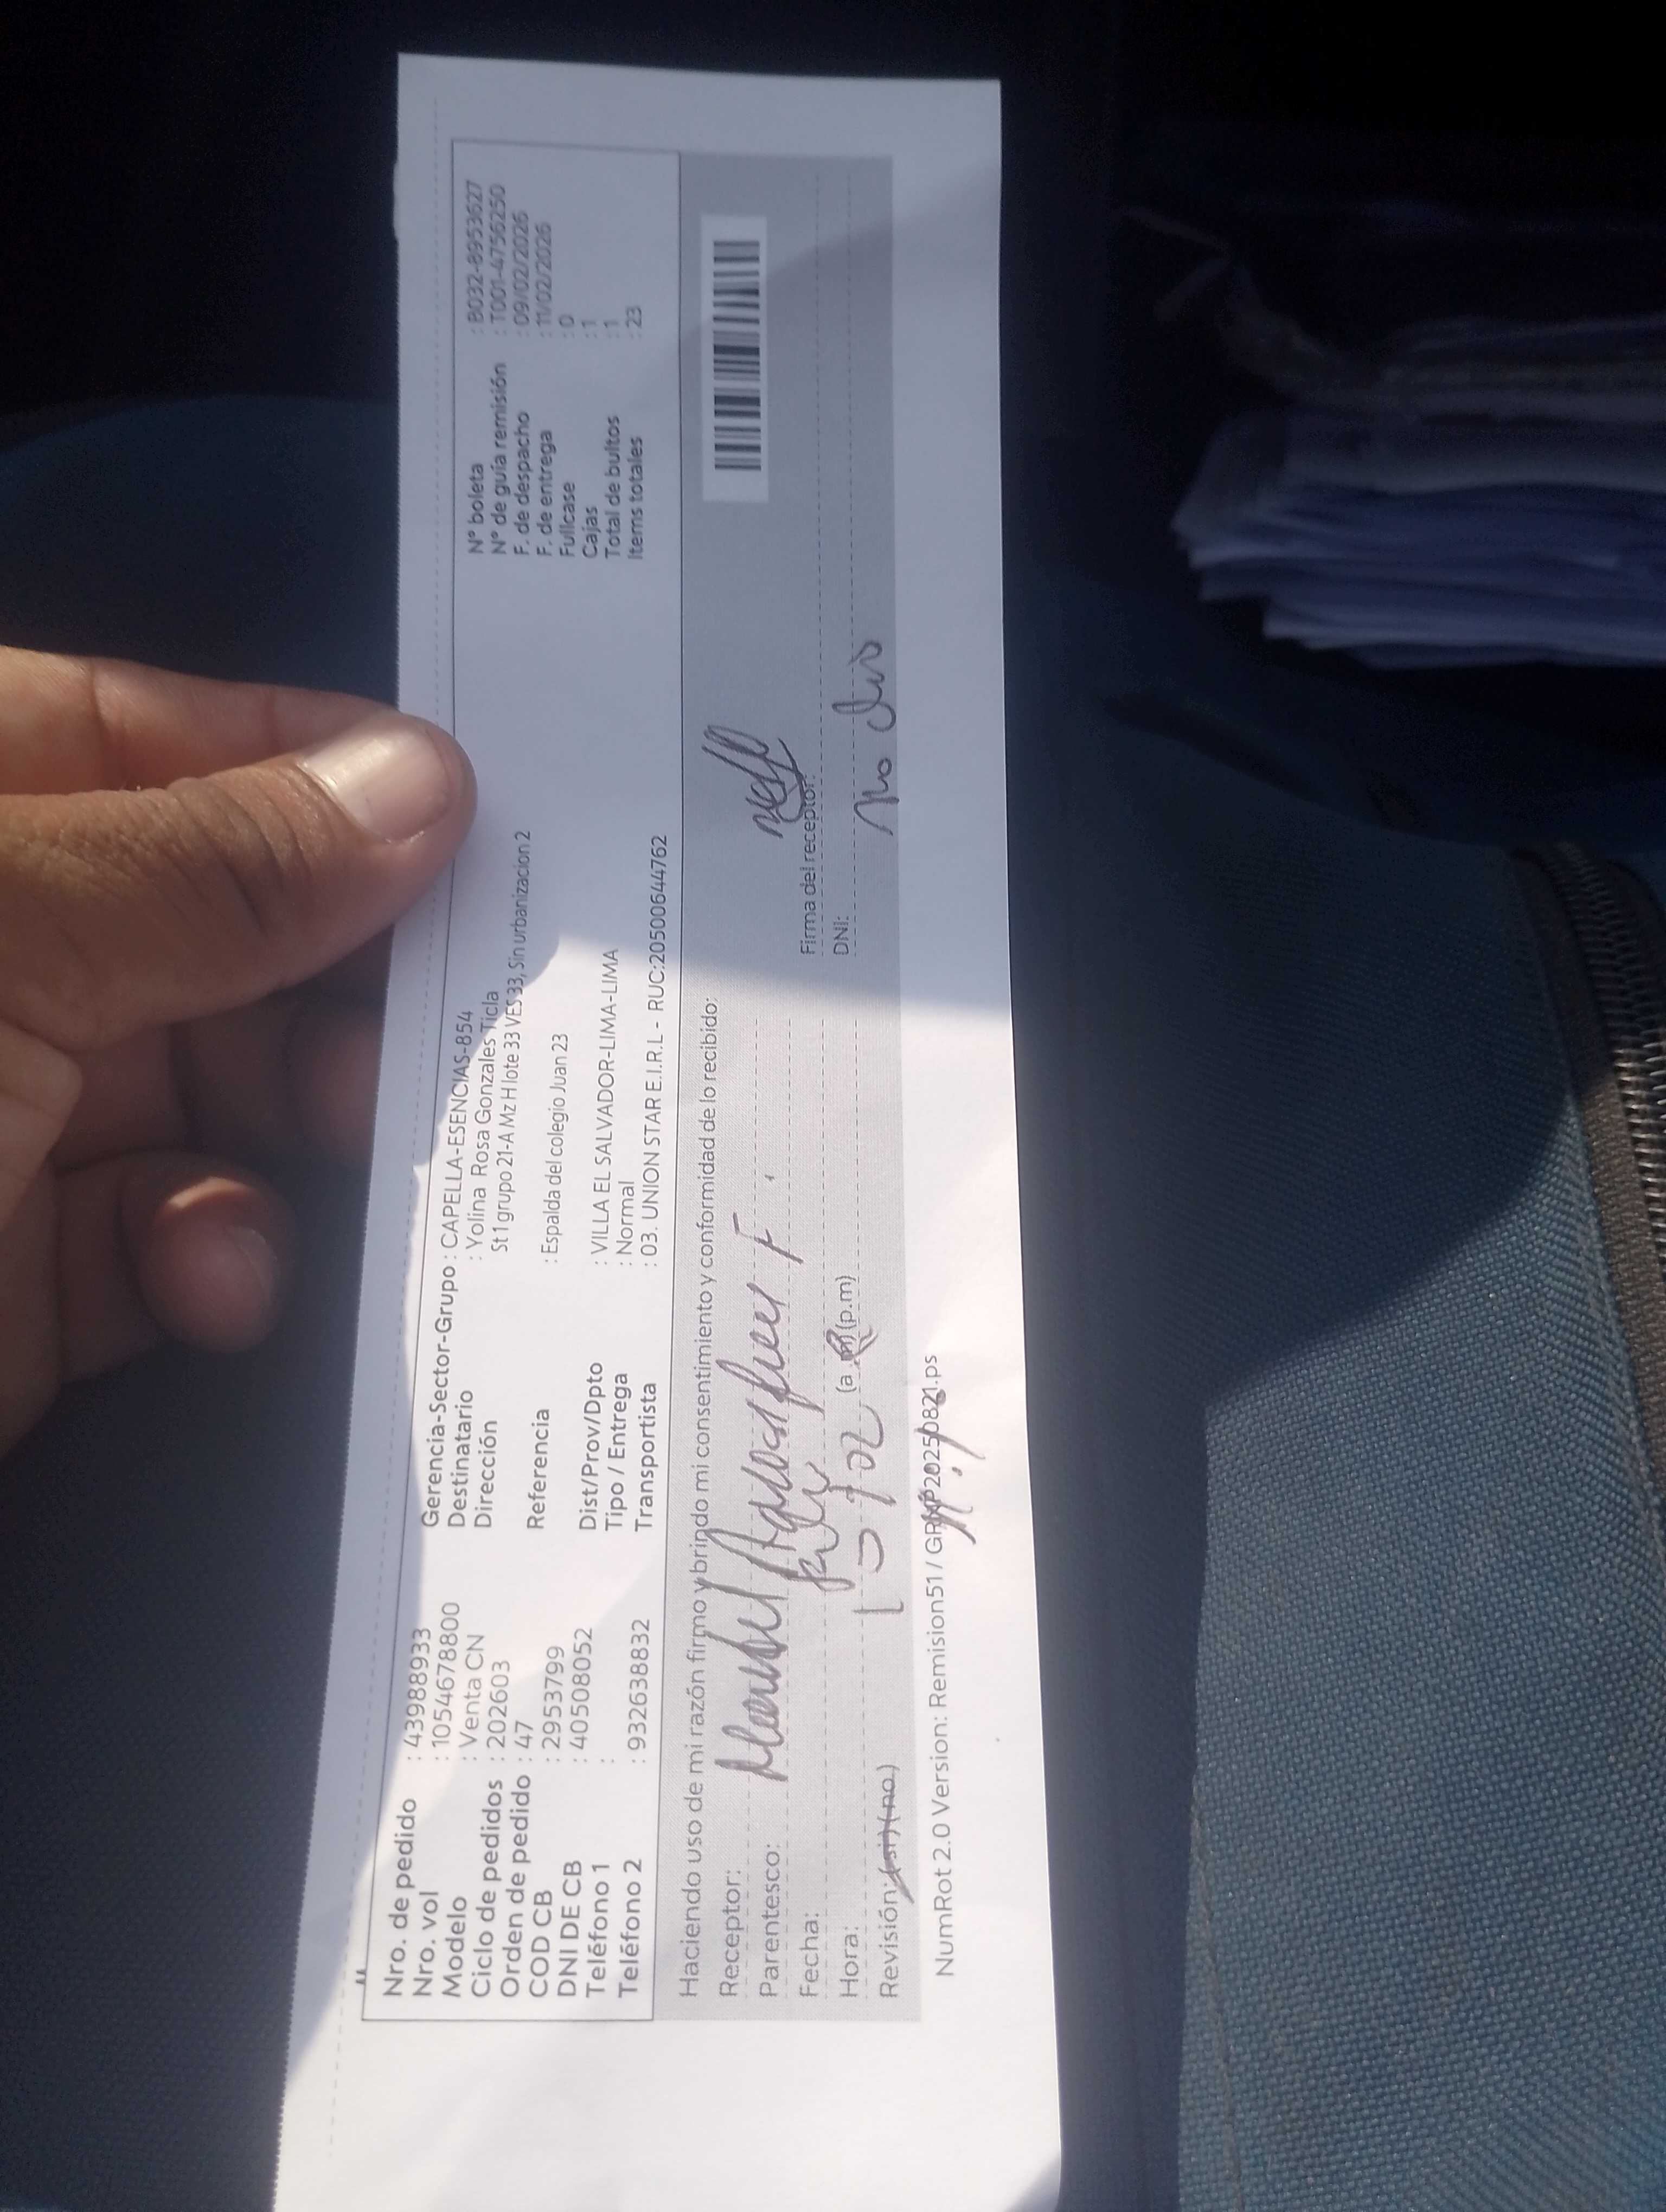 Nro. de pedido : 43988933
Nro. vol : 1054678800
Modelo : Venta CN
Ciclo de pedidos : 202603
Orden de pedido : 47
COD CB : 2953799
DNI DE CB : 40508052
Teléfono 1 :
Teléfono 2 : 932638832
Gerencia-Sector-Grupo : CAPELLA-ESENCIAS-854
Destinatario : Yolina Rosa Gonzales Ticla
Dirección St 1 grupo 21-A Mz H lote 33 VES 33, Sin urbanizacion 2
Referencia : Espalda del colegio Juan 23
Dist/Prov/Dpto : VILLA EL SALVADOR-LIMA-LIMA
Tipo / Entrega : Normal
Transportista : 03. UNION STAR E.I.R.L - RUC:20500644762
N° boleta : B032-8953627
N° de guía remisión : T001-4756250
F. de despacho : 09/02/2026
F. de entrega : 11/02/2026
Fullcase : 0
Cajas : 1
Total de bultos : 1
Items totales : 23
Haciendo uso de mi razón firmo y brindo mi consentimiento y conformidad de lo recibido:
Receptor:
Parentesco:
Fecha:
Hora: (p.m)
Revisión: (si) (no)
Firma del receptor:
DNI: no
NumRot 2.0 Version: Remision51 /